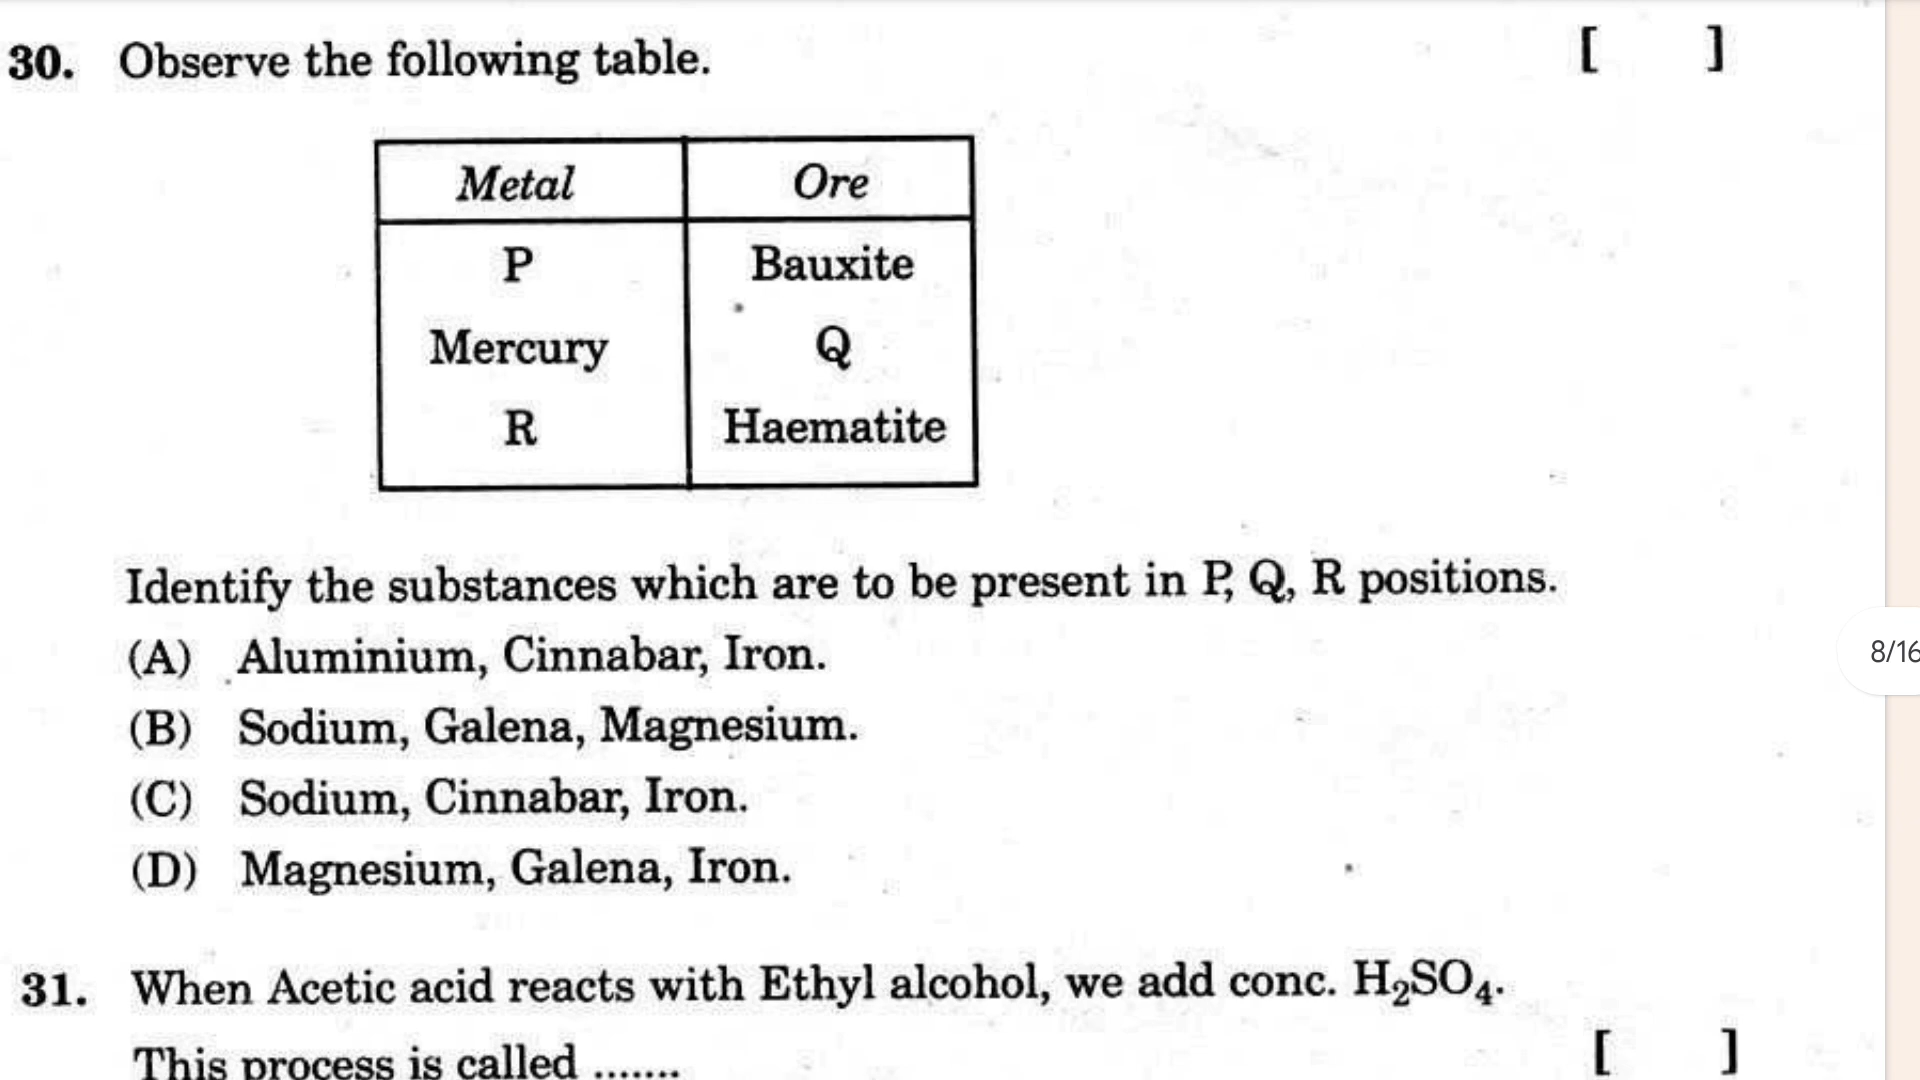 30. Observe the following table. [ ]
Metal Ore
P Bauxite
Mercury Q
R Haematite
Identify the substances which are to be present in P, Q, R positions.
(A) Aluminium, Cinnabar, Iron.
(B) Sodium, Galena, Magnesium.
(C) Sodium, Cinnabar, Iron.
(D) Magnesium, Galena, Iron.
8/16
31. When Acetic acid reacts with Ethyl alcohol, we add conc. H₂SO₄.
This process is called ....... [ ]